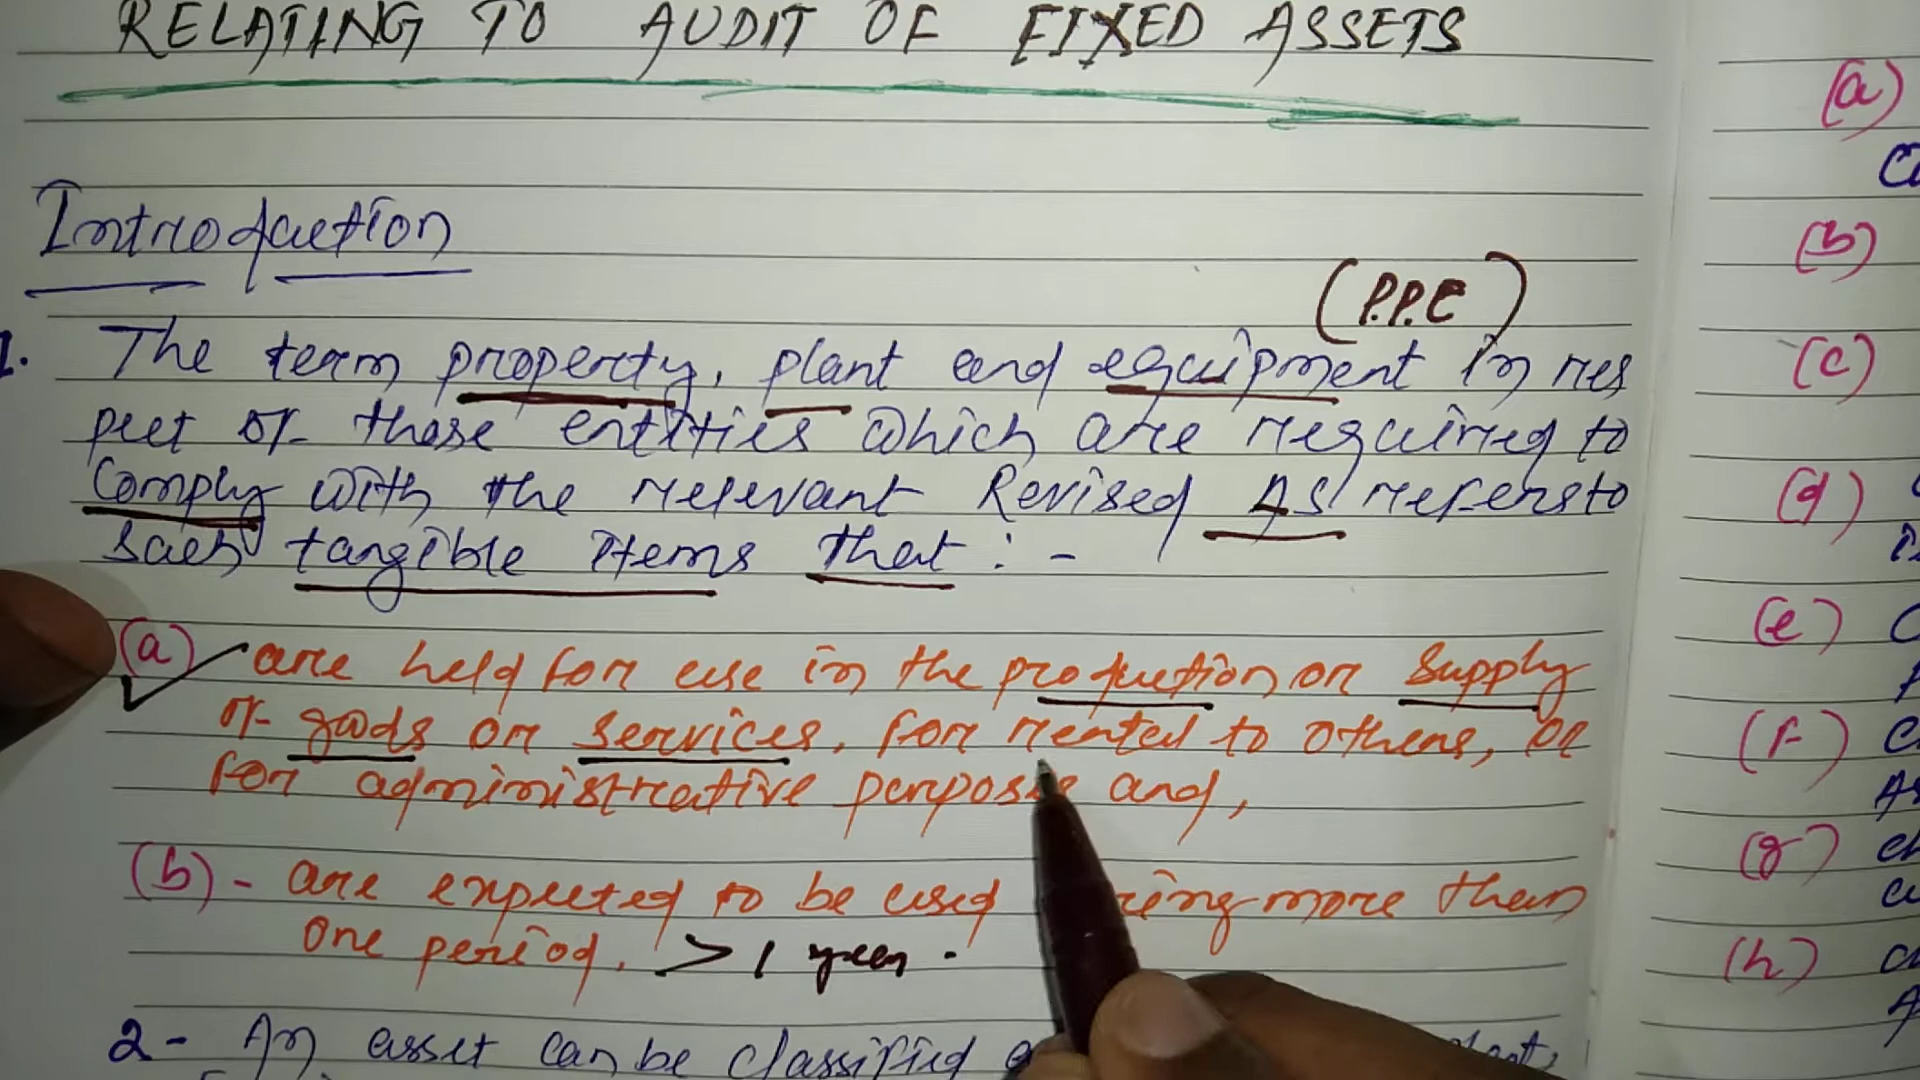 RELATING TO AUDIT OF FIXED ASSETS
Introduction
(P.P.E)
1. The term property, plant and equipment in res
pect of those entities which are required to
comply with the relevant Revised AS refers to
such tangible items that : -
(a) are held for use in the production or supply
of goods or services, for rented to others, or
for administrative purposes and,
(b) - are expected to be used more than
one period. > 1 year .
2 - An asset can be classified
(a)
(b)
(c)
(d)
(e)
(f)
(g)
(h)